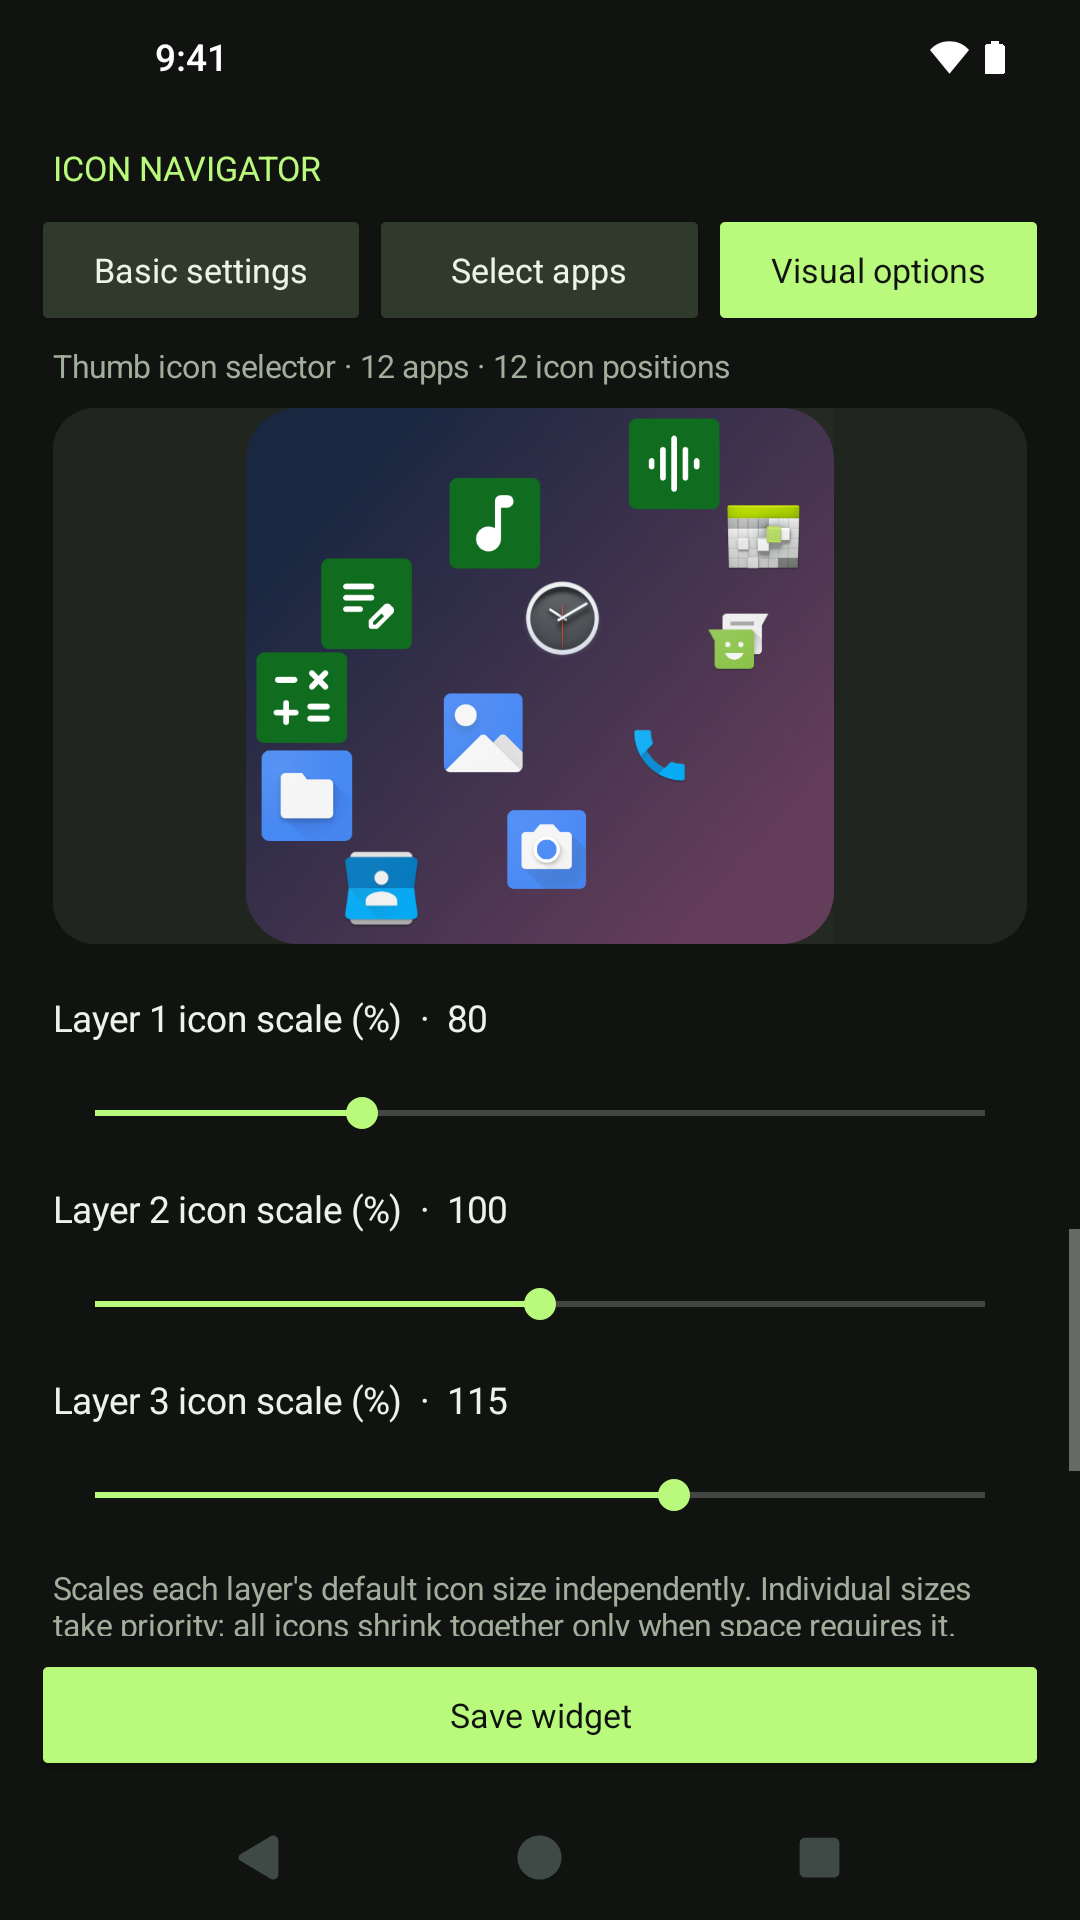 9:41
ICON NAVIGATOR
Basic settings
Select apps
Visual options
Thumb icon selector · 12 apps · 12 icon positions
Layer 1 icon scale (%) · 80
Layer 2 icon scale (%) · 100
Layer 3 icon scale (%) · 115
Scales each layer's default icon size independently. Individual sizes
take priority; all icons shrink together only when space requires it.
Save widget